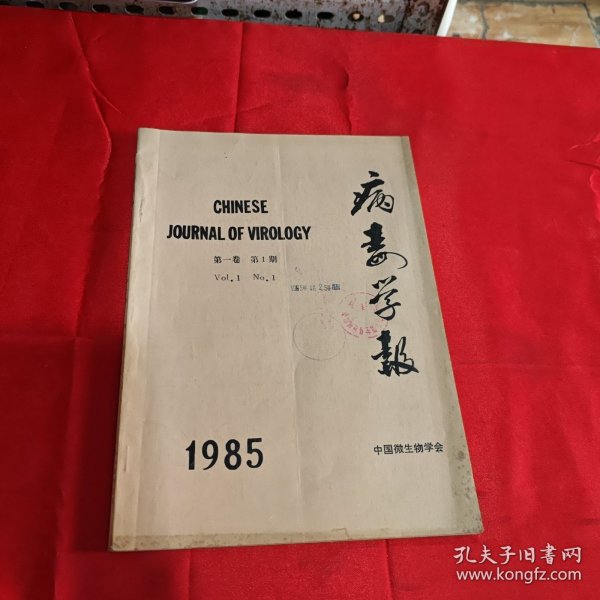 CHINESE
JOURNAL OF VIROLOGY
第一卷 第1期
Vol.1 No.1
病毒学报
1985
中国微生物学会
孔夫子旧书网
www.kongfz.com